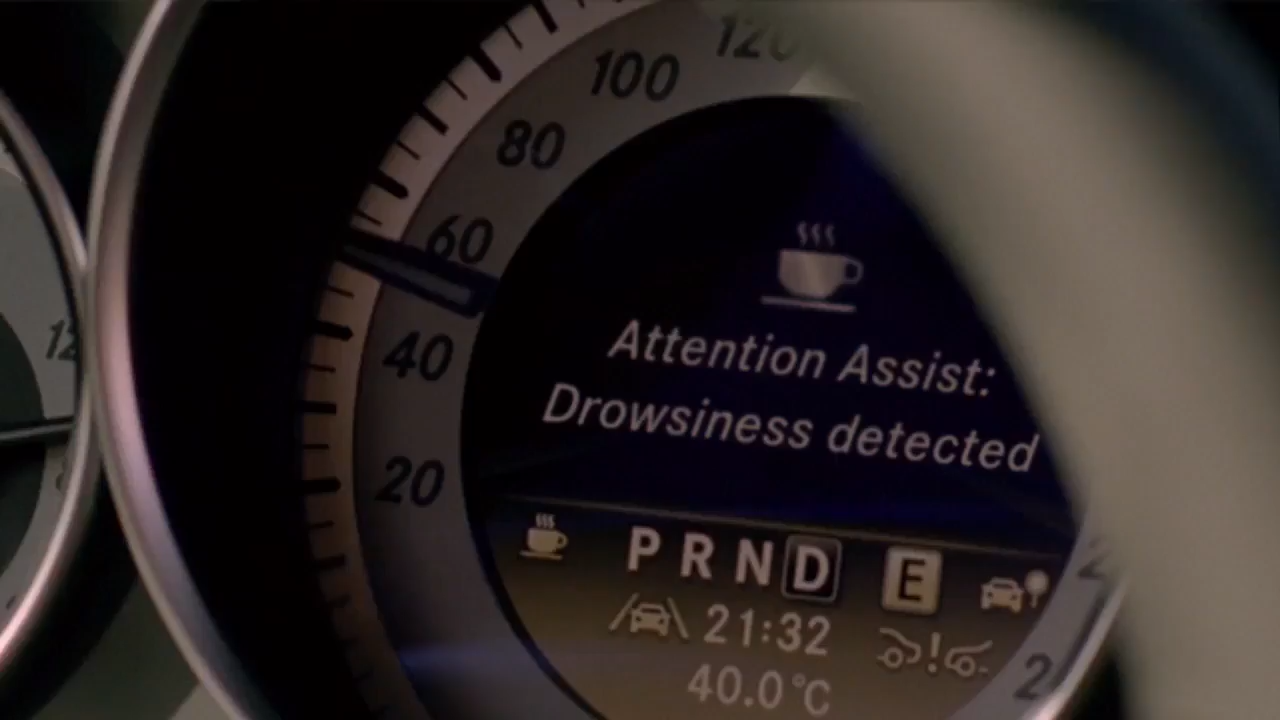 120
100
80
60
40
20
Attention Assist:
Drowsiness detected
P R N D E
21:32
40.0°C